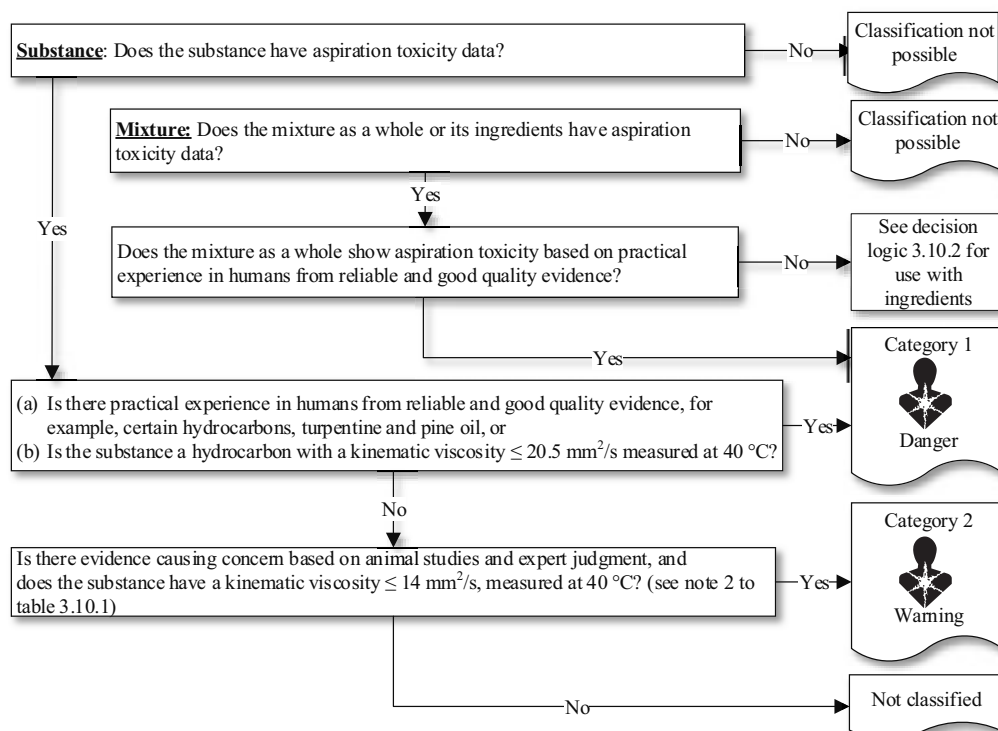 Substance: Does the substance have aspiration toxicity data?
No
Classification not
possible
Mixture: Does the mixture as a whole or its ingredients have aspiration
toxicity data?
No
Classification not
possible
Yes
Yes
Does the mixture as a whole show aspiration toxicity based on practical
experience in humans from reliable and good quality evidence?
No
See decision
logic 3.10.2 for
use with
ingredients
Yes
Category 1
Danger
(a) Is there practical experience in humans from reliable and good quality evidence, for
example, certain hydrocarbons, turpentine and pine oil, or
(b) Is the substance a hydrocarbon with a kinematic viscosity ≤ 20.5 mm²/s measured at 40 °C?
Yes
No
Category 2
Warning
Is there evidence causing concern based on animal studies and expert judgment, and
does the substance have a kinematic viscosity ≤ 14 mm²/s, measured at 40 °C? (see note 2 to
table 3.10.1)
Yes
No
Not classified